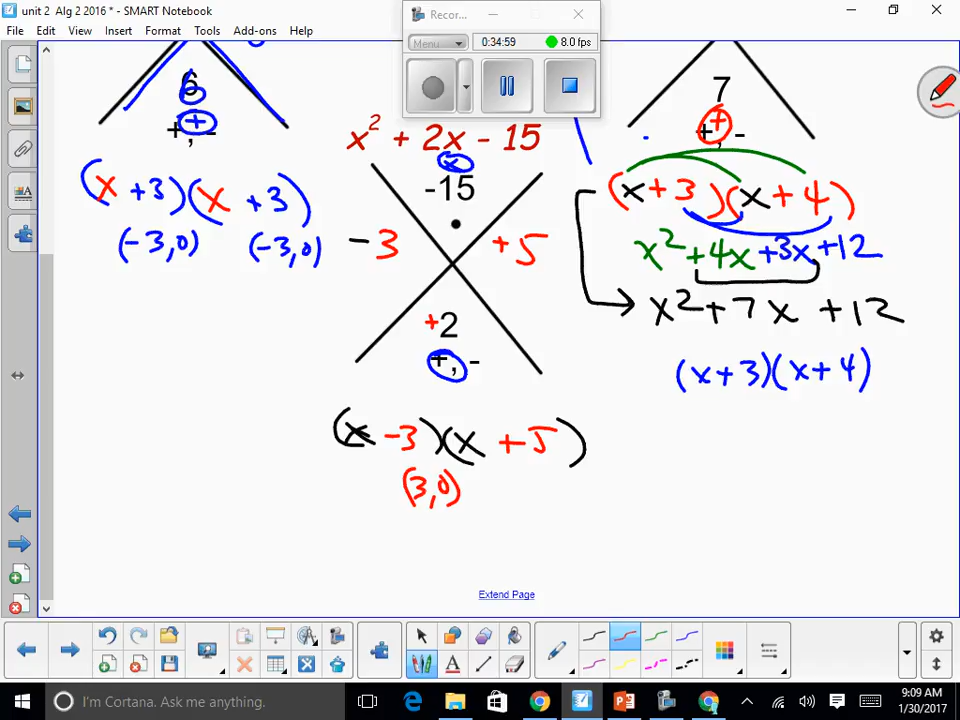 unit 2 Alg 2 2016 * - SMART Notebook
File Edit View Insert Format Tools Add-ons Help
Recor...
Menu
0:34:59
8.0 fps
6
+, -
(x +3)(x +3)
(-3,0) (-3,0)
x² + 2x - 15
x
-15
-3 +5
+2
+, -
(x -3)(x +5)
(3,0)
7
+, -
(x + 3)(x + 4)
x² +4x +3x +12
x² + 7x + 12
(x + 3)(x + 4)
Extend Page
I'm Cortana. Ask me anything.
9:09 AM
1/30/2017